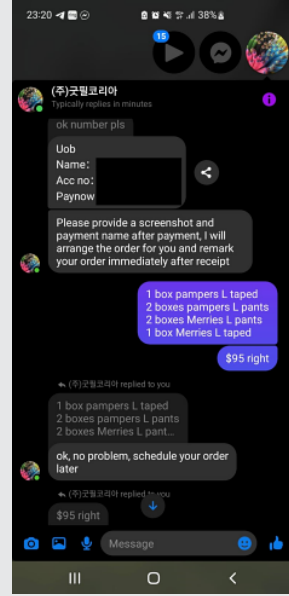 23:20
38%
15
(주)굿필코리아
Typically replies in minutes
ok number pls
Uob
Name:
Acc no:
Paynow
Please provide a screenshot and
payment name after payment, I will
arrange the order for you and remark
your order immediately after receipt
1 box pampers L taped
2 boxes pampers L pants
2 boxes Merries L pants
1 box Merries L taped
$95 right
(주)굿필코리아 replied to you
1 box pampers L taped
2 boxes pampers L pants
2 boxes Merries L pant...
ok, no problem, schedule your order
later
(주)굿필코리아 replied to you
$95 right
Message